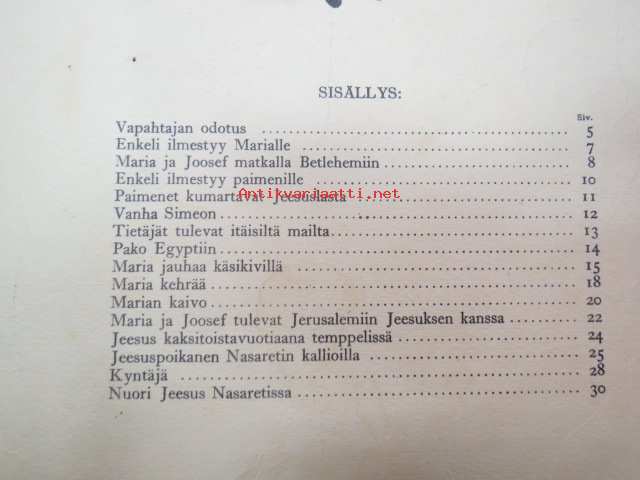 SISÄLLYS:
Siv.
Vapahtajan odotus 5
Enkeli ilmestyy Marialle 7
Maria ja Joosef matkalla Betlehemiin 8
Enkeli ilmestyy paimenille 10
Antikvariaatti.net
Paimenet kumartavat Jeesuslasta 11
Vanha Simeon 12
Tietäjät tulevat itäisiltä mailta 13
Pako Egyptiin 14
Maria jauhaa käsikivillä 15
Maria kehrää 18
Marian kaivo 20
Maria ja Joosef tulevat Jerusalemiin Jeesuksen kanssa 22
Jeesus kaksitoistavuotiaana temppelissä 24
Jeesuspoikanen Nasaretin kallioilla 25
Kyntäjä 28
Nuori Jeesus Nasaretissa 30